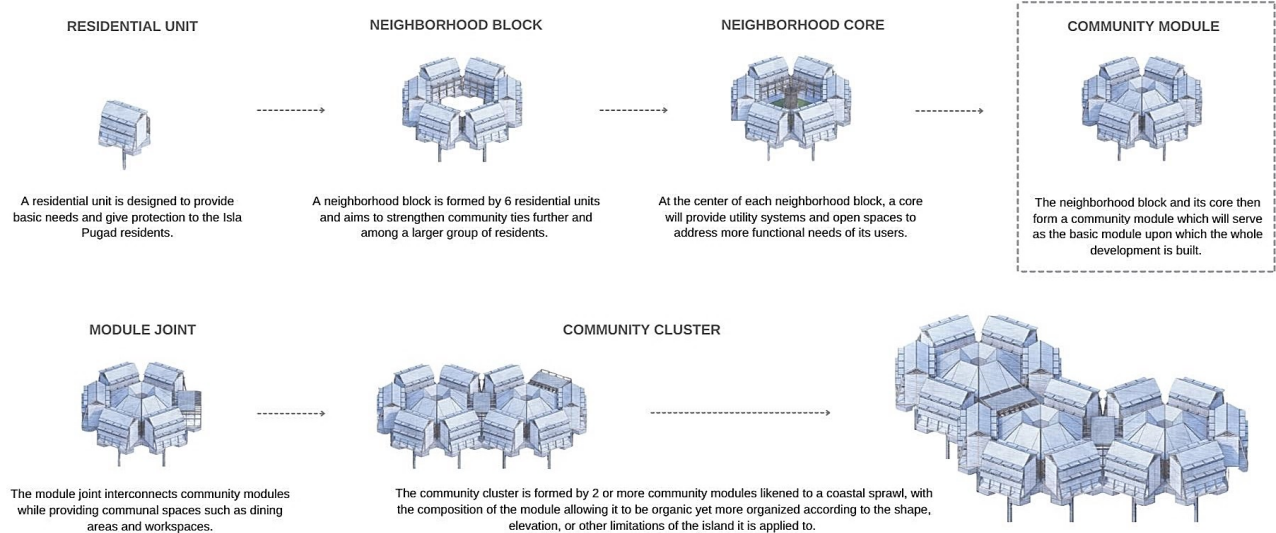 RESIDENTIAL UNIT
A residential unit is designed to provide
basic needs and give protection to the Isla
Pugad residents.
NEIGHBORHOOD BLOCK
A neighborhood block is formed by 6 residential units
and aims to strengthen community ties further and
among a larger group of residents.
NEIGHBORHOOD CORE
At the center of each neighborhood block, a core
will provide utility systems and open spaces to
address more functional needs of its users.
COMMUNITY MODULE
The neighborhood block and its core then
form a community module which will serve
as the basic module upon which the whole
development is built.
MODULE JOINT
The module joint interconnects community modules
while providing communal spaces such as dining
areas and workspaces.
COMMUNITY CLUSTER
The community cluster is formed by 2 or more community modules likened to a coastal sprawl, with
the composition of the module allowing it to be organic yet more organized according to the shape,
elevation, or other limitations of the island it is applied to.